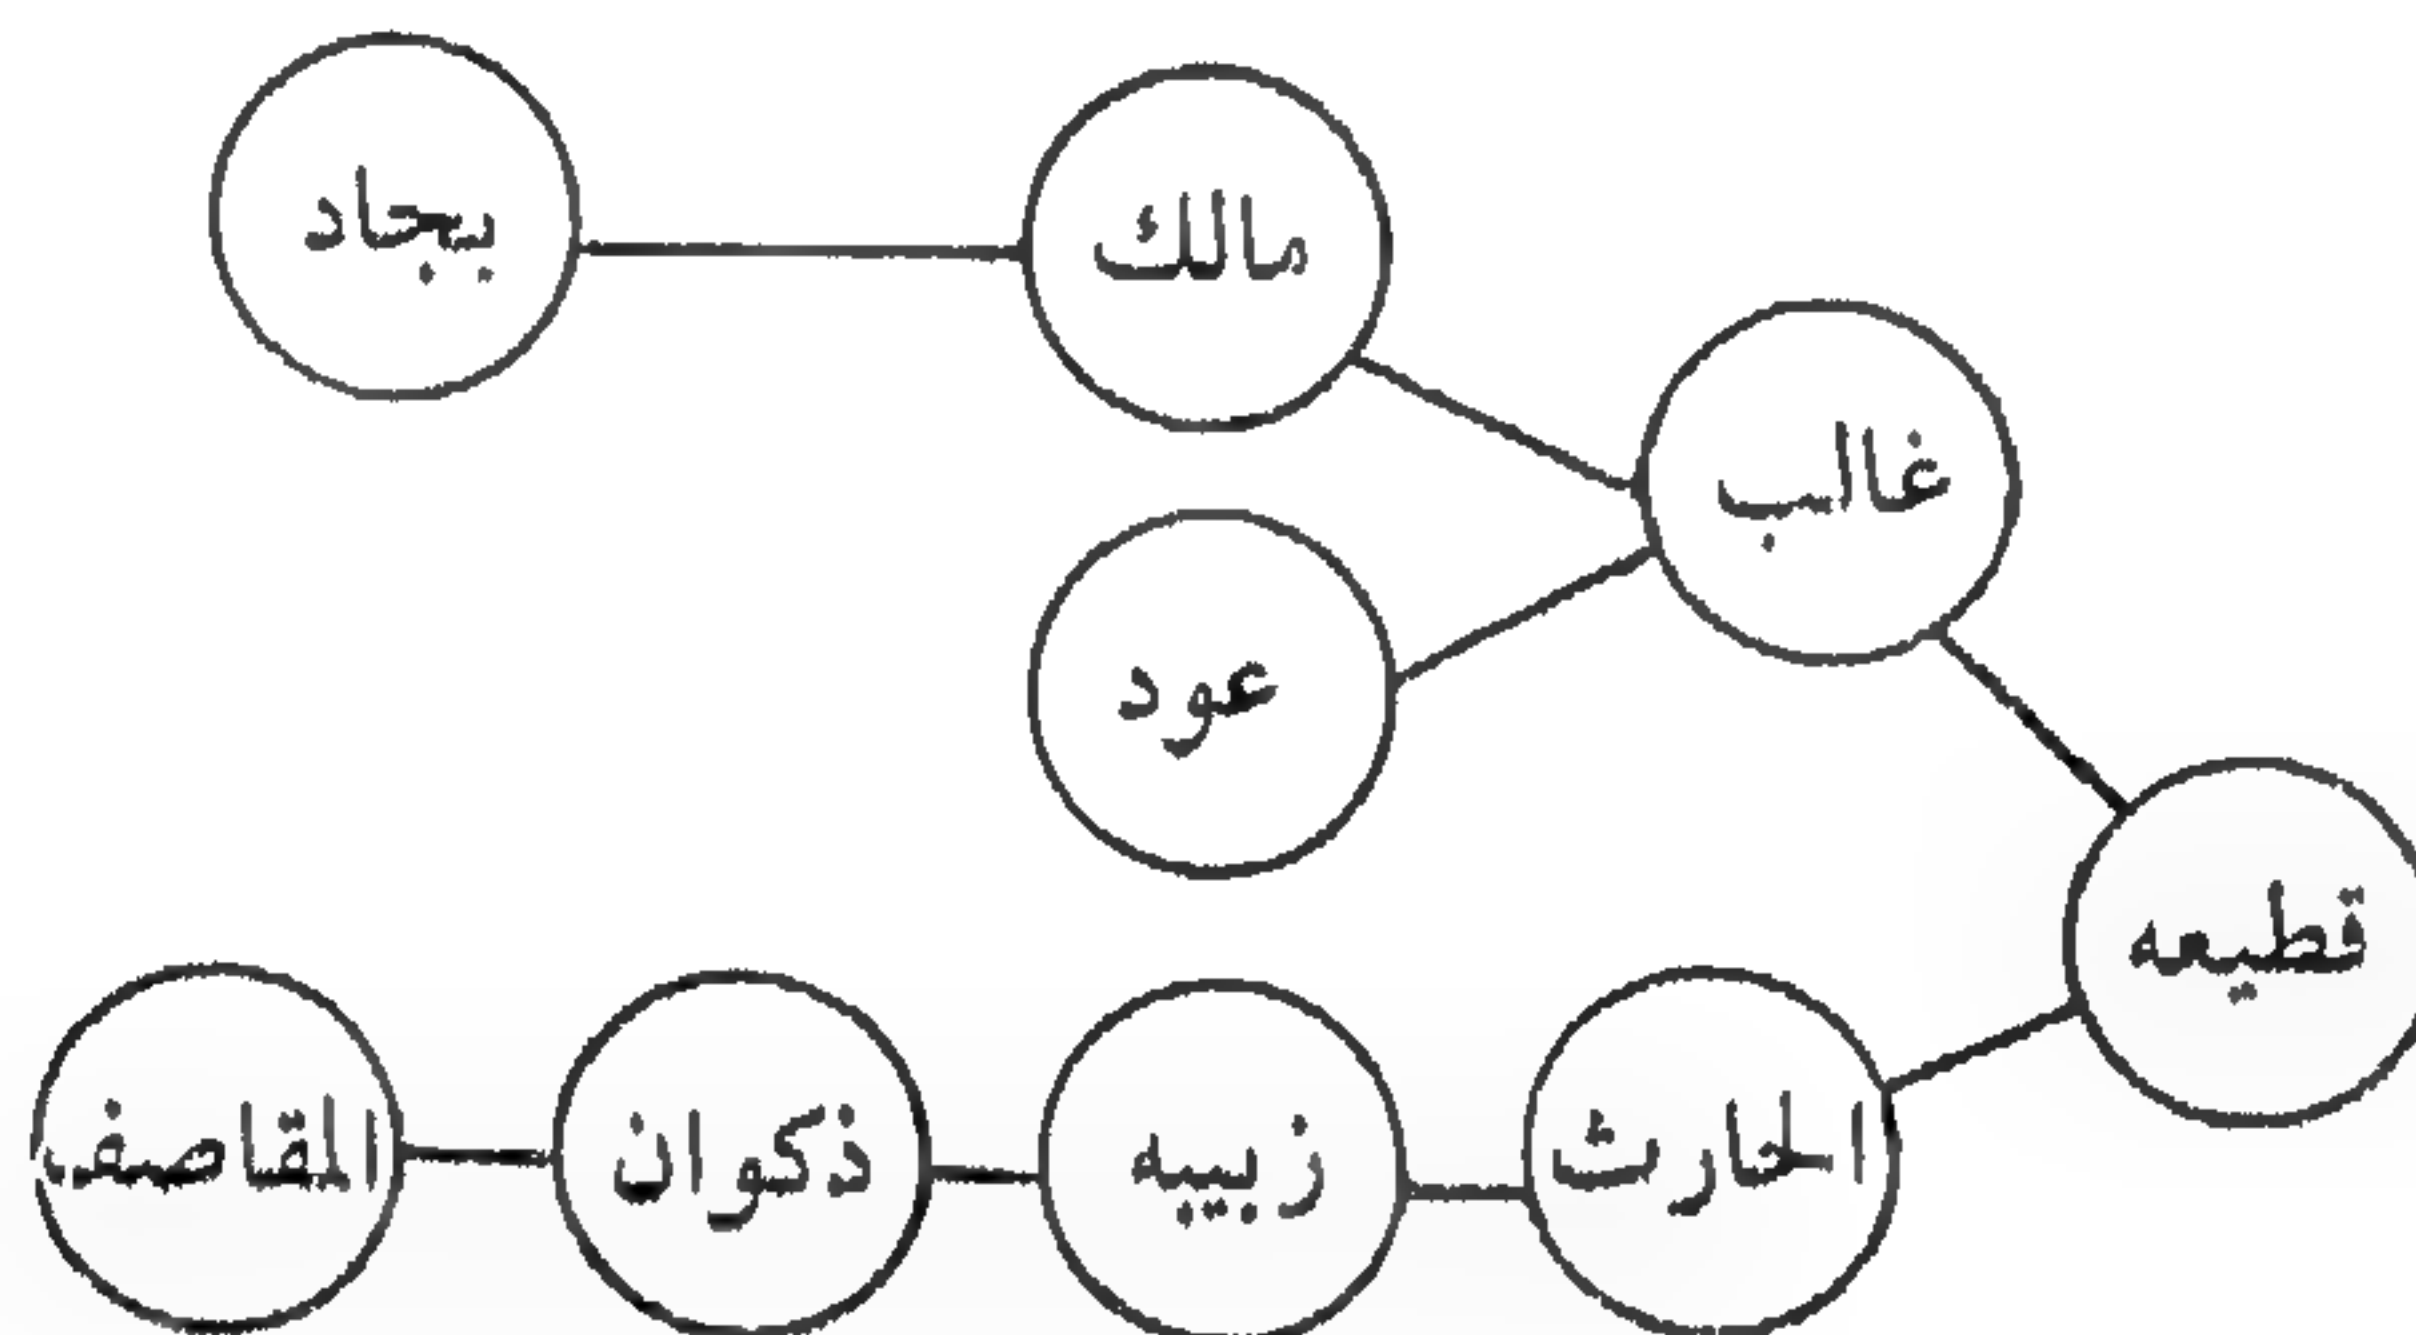 بجاد
مالك
غالب
عود
قطيعه
الحارث
زبيبه
ذكوان
المقاصف